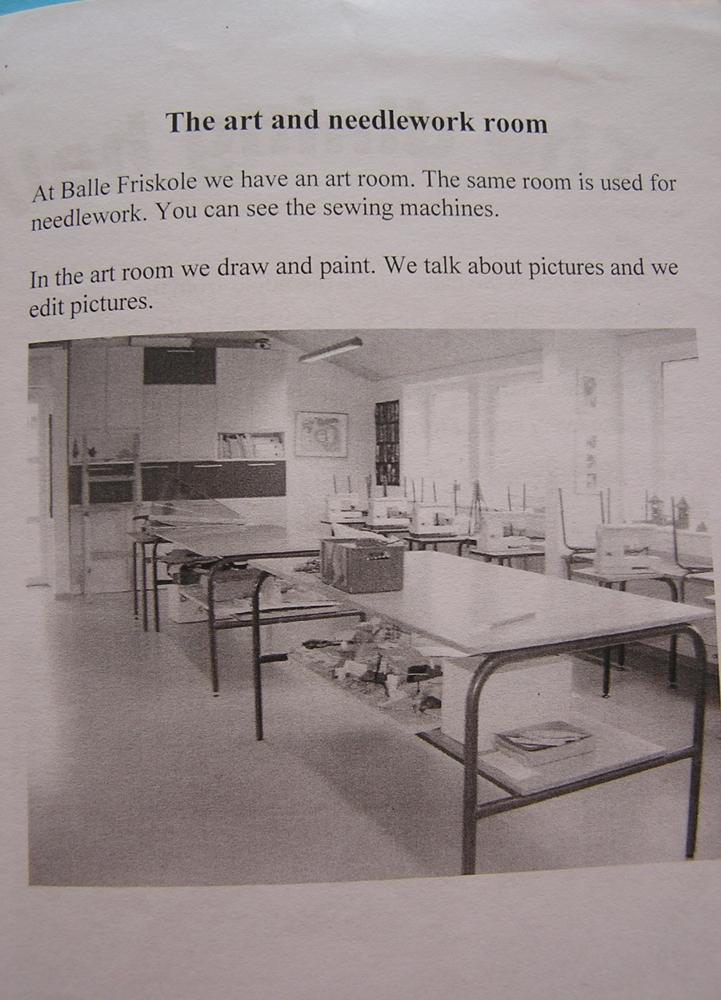 The art and needlework room
At Balle Friskole we have an art room. The same room is used for
needlework. You can see the sewing machines.
In the art room we draw and paint. We talk about pictures and we
edit pictures.